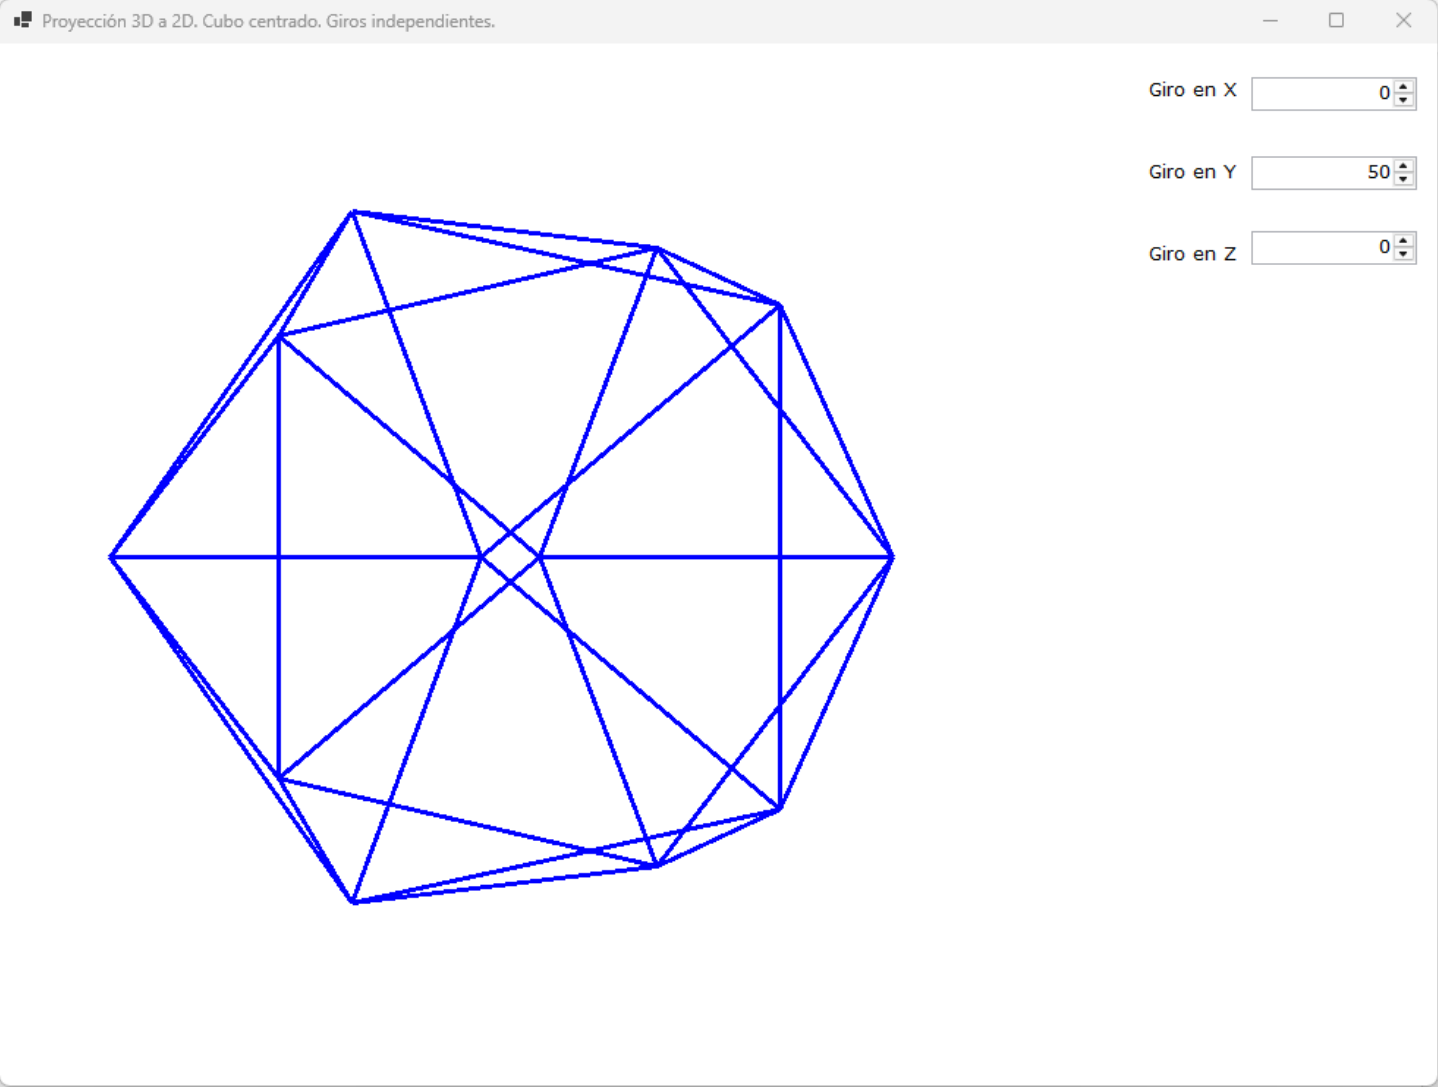 Proyección 3D a 2D. Cubo centrado. Giros independientes.
Giro en X 0
Giro en Y 50
Giro en Z 0